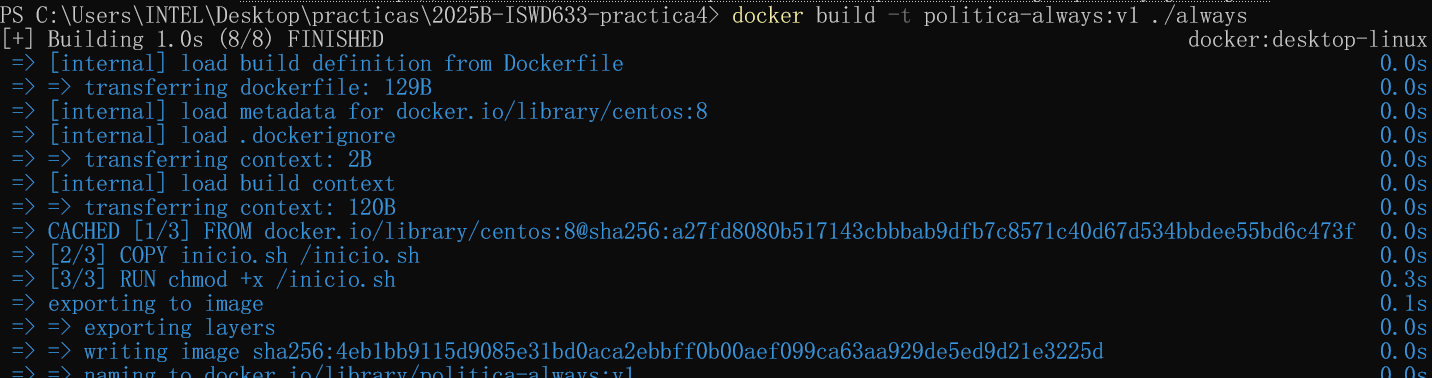 PS C:\Users\INTEL\Desktop\practicas\2025B-ISWD633-practica4> docker build -t politica-always:v1 ./always
[+] Building 1.0s (8/8) FINISHED docker:desktop-linux
=> [internal] load build definition from Dockerfile 0.0s
=> => transferring dockerfile: 129B 0.0s
=> [internal] load metadata for docker.io/library/centos:8 0.0s
=> [internal] load .dockerignore 0.0s
=> => transferring context: 2B 0.0s
=> [internal] load build context 0.0s
=> => transferring context: 120B 0.0s
=> CACHED [1/3] FROM docker.io/library/centos:8@sha256:a27fd8080b517143cbbbab9dfb7c8571c40d67d534bbdee55bd6c473f 0.0s
=> [2/3] COPY inicio.sh /inicio.sh 0.0s
=> [3/3] RUN chmod +x /inicio.sh 0.3s
=> exporting to image 0.1s
=> => exporting layers 0.0s
=> => writing image sha256:4eb1bb9115d9085e31bd0aca2ebbff0b00aef099ca63aa929de5ed9d21e3225d 0.0s
=> => naming to docker.io/library/politica-always:v1 0.0s